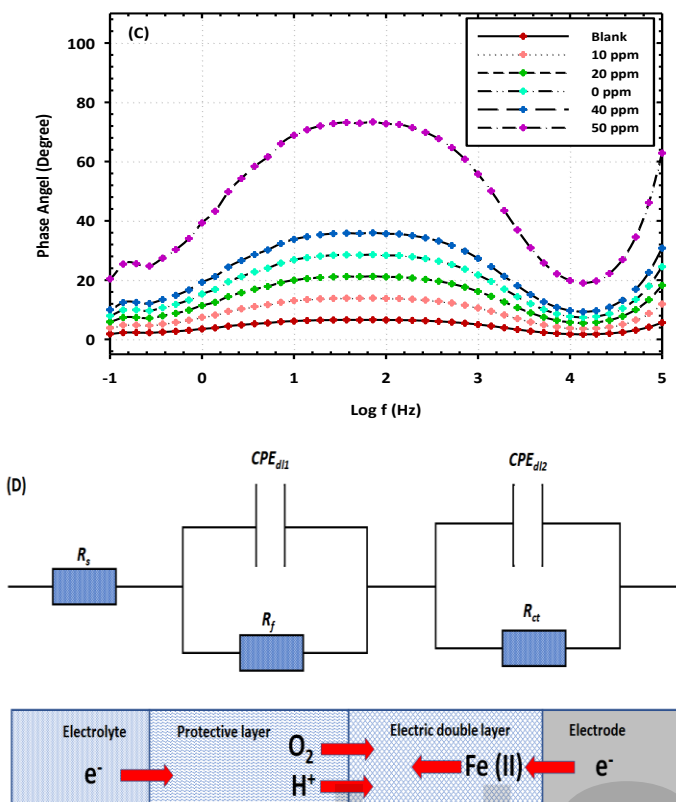 (C)
100
80
60
40
20
0
Phase Angel (Degree)
Blank
10 ppm
20 ppm
0 ppm
40 ppm
50 ppm
-1 0 1 2 3 4 5
Log f (Hz)
(D)
CPEdl1
CPEdl2
Rs
Rf
Rct
Electrolyte Protective layer Electric double layer Electrode
e- O2 Fe (II) e-
H+